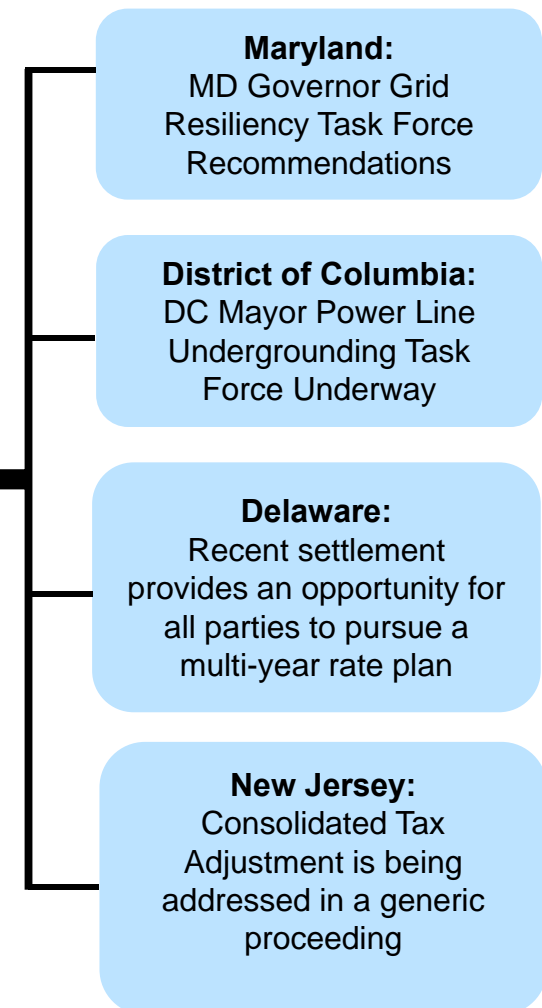 Maryland:
MD Governor Grid
Resiliency Task Force
Recommendations
District of Columbia:
DC Mayor Power Line
Undergrounding Task
Force Underway
Delaware:
Recent settlement
provides an opportunity for
all parties to pursue a
multi-year rate plan
New Jersey:
Consolidated Tax
Adjustment is being
addressed in a generic
proceeding